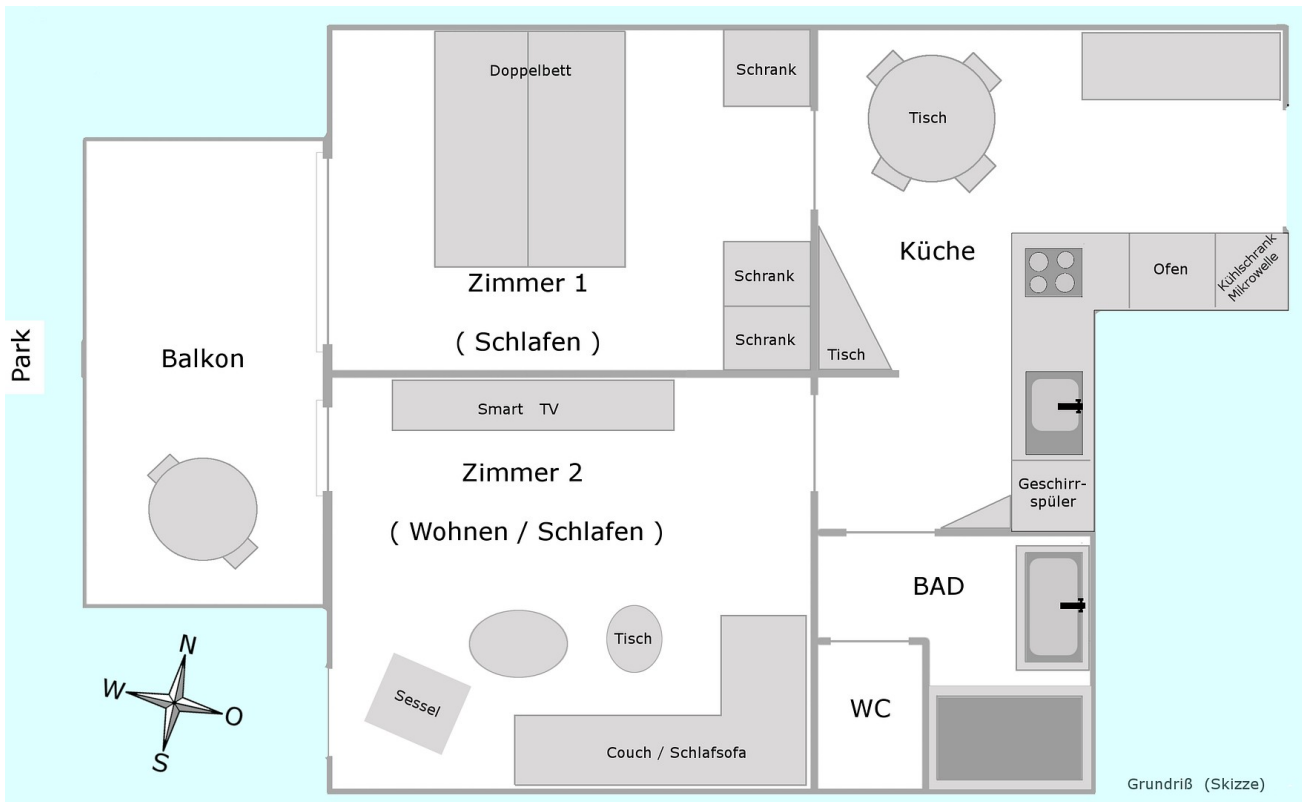 Doppelbett
Schrank
Tisch
Küche
Ofen
Kühlschrank
Mikrowelle
Zimmer 1
( Schlafen )
Schrank
Schrank
Tisch
Park
Balkon
Smart TV
Zimmer 2
( Wohnen / Schlafen )
Geschirr-
spüler
BAD
Tisch
Sessel
Couch / Schlafsofa
WC
N
W
O
S
Grundriß (Skizze)